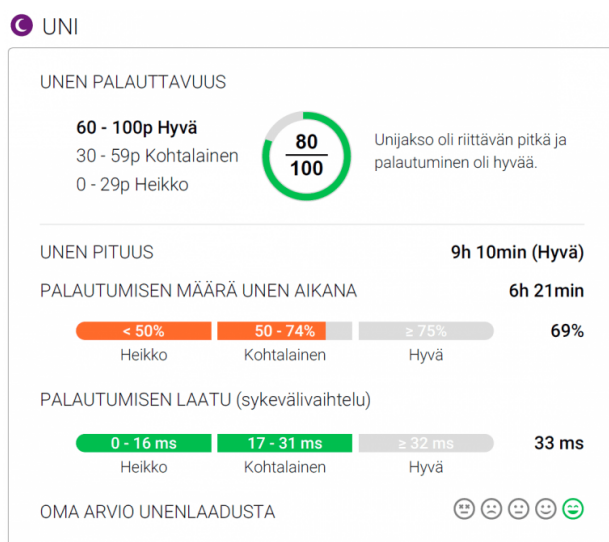 UNI
UNEN PALAUTTAVUUS
60 - 100p Hyvä
30 - 59p Kohtalainen
0 - 29p Heikko
80
100
Unijakso oli riittävän pitkä ja
palautuminen oli hyvää.
UNEN PITUUS 9h 10min (Hyvä)
PALAUTUMISEN MÄÄRÄ UNEN AIKANA 6h 21min
< 50% 50 - 74% ≥ 75% 69%
Heikko Kohtalainen Hyvä
PALAUTUMISEN LAATU (sykevälivaihtelu)
0 - 16 ms 17 - 31 ms ≥ 32 ms 33 ms
Heikko Kohtalainen Hyvä
OMA ARVIO UNENLAADUSTA